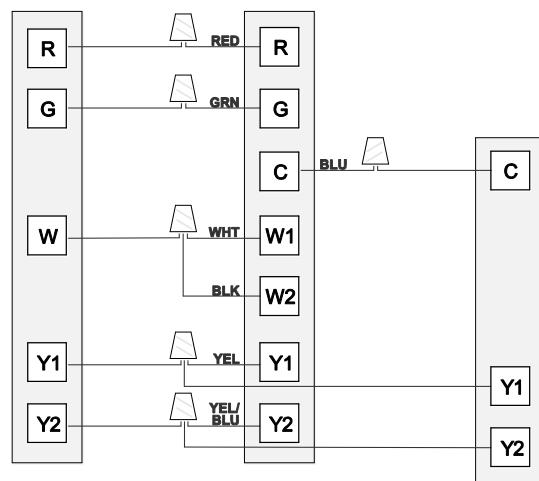 R RED R
G GRN G
C BLU C
W WHT W1
BLK W2
Y1 YEL Y1
Y1
Y2 YEL/
BLU Y2
Y2